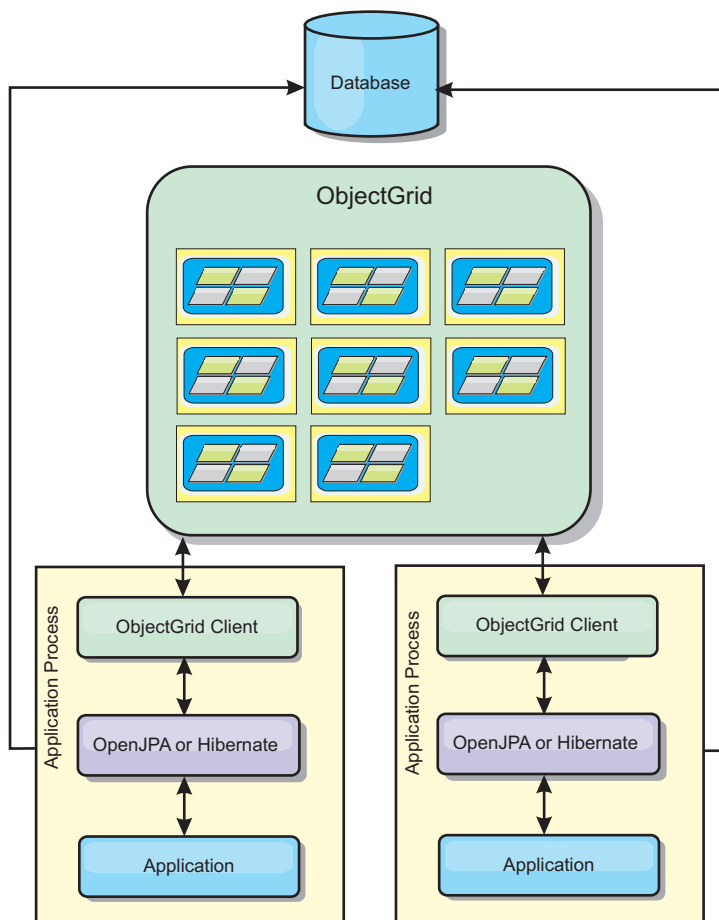 Database
ObjectGrid
Application Process
ObjectGrid Client
OpenJPA or Hibernate
Application
Application Process
ObjectGrid Client
OpenJPA or Hibernate
Application